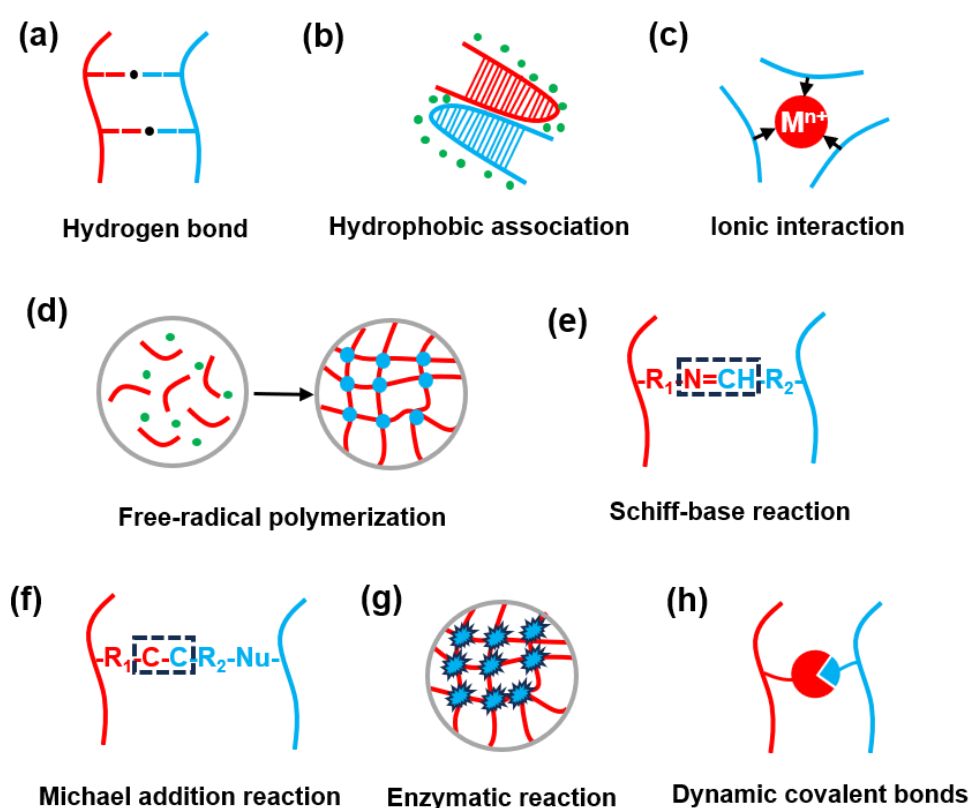 (a)
(b)
(c)
Mⁿ⁺
Hydrogen bond
Hydrophobic association
Ionic interaction
(d)
(e)
-R₁-N=CH-R₂-
Free-radical polymerization
Schiff-base reaction
(f)
(g)
(h)
-R₁-C-C-R₂-Nu-
Michael addition reaction
Enzymatic reaction
Dynamic covalent bonds